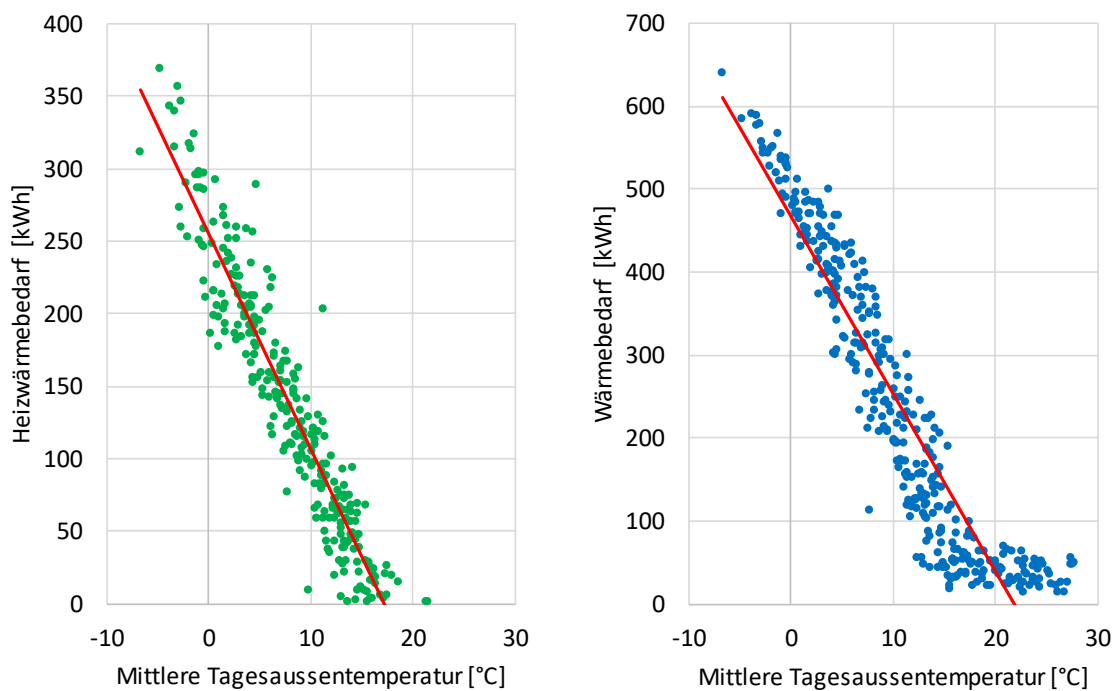 400
350
300
250
200
150
100
50
0
Heizwärmebedarf [kWh]
-10 0 10 20 30
Mittlere Tagesaussentemperatur [°C]
700
600
500
400
300
200
100
0
Wärmebedarf [kWh]
-10 0 10 20 30
Mittlere Tagesaussentemperatur [°C]